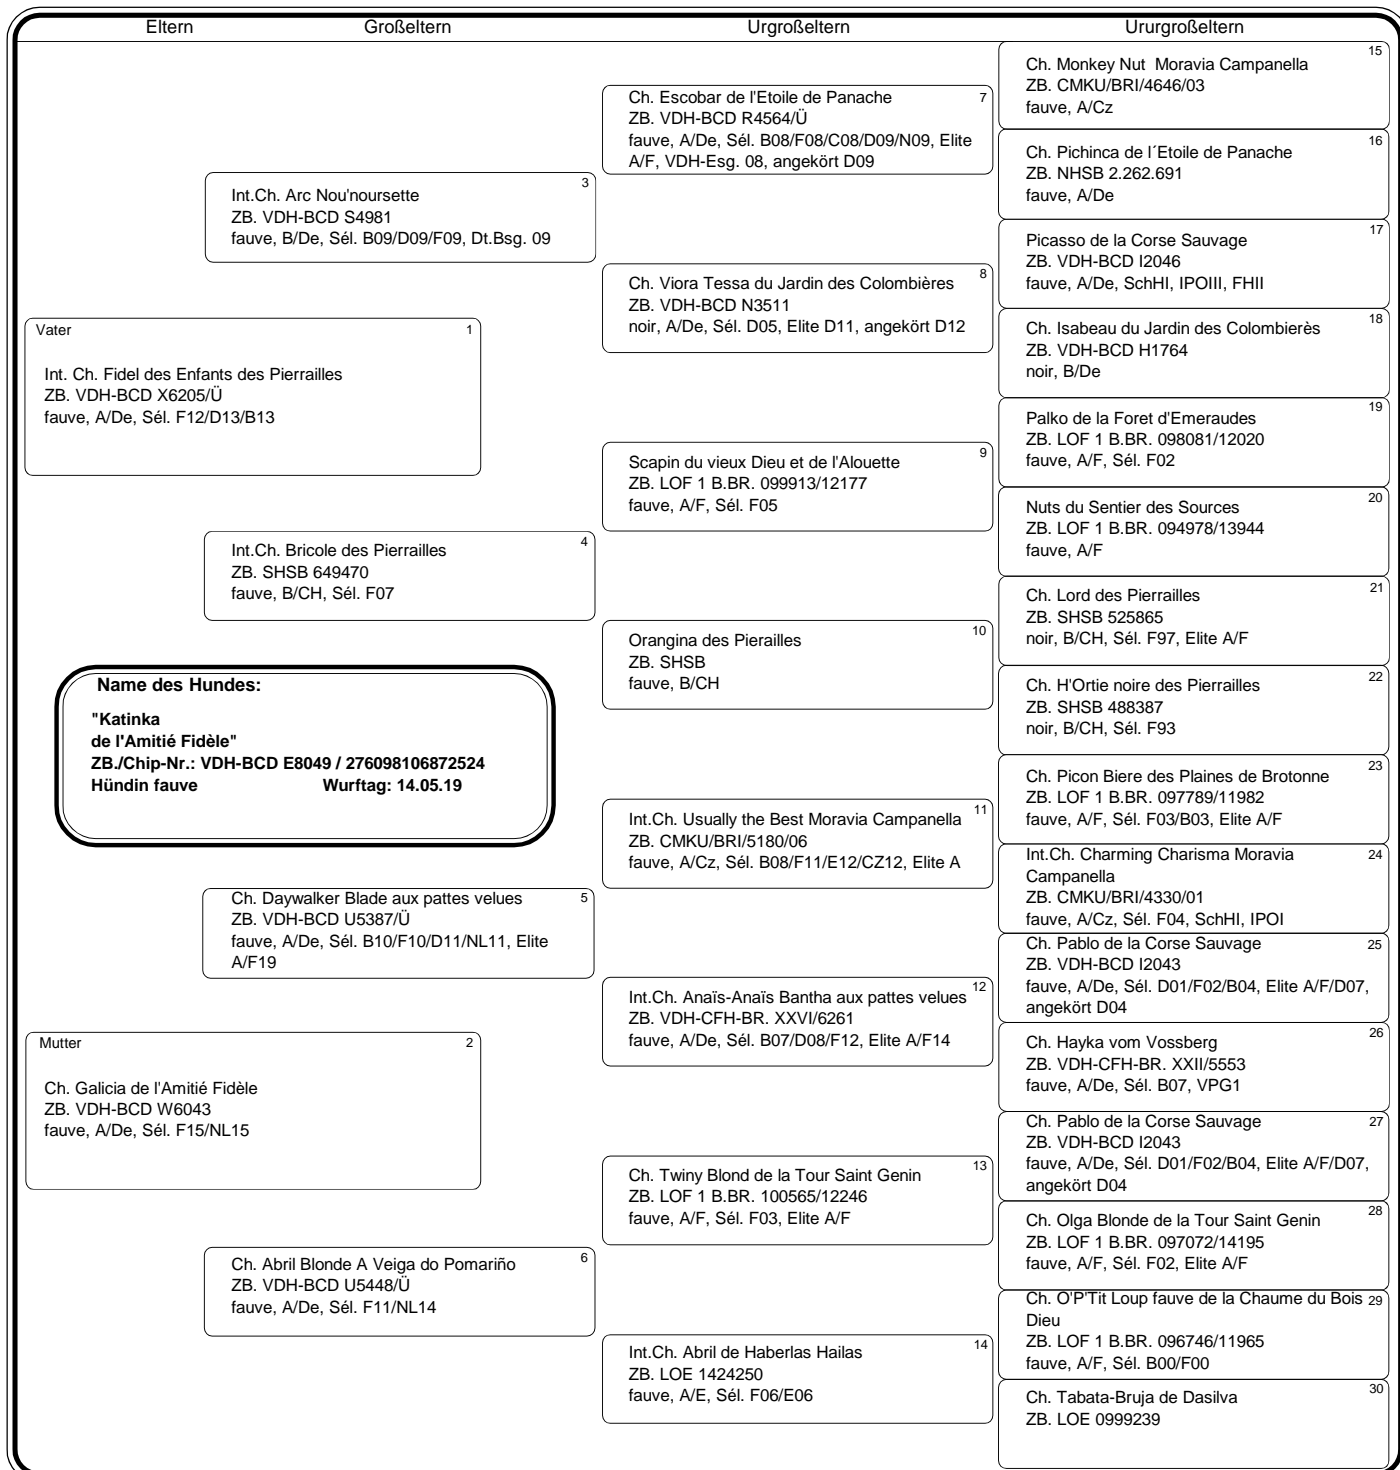 Eltern Großeltern Urgroßeltern Ururgroßeltern
Vater 1
Int. Ch. Fidel des Enfants des Pierrailles
ZB. VDH-BCD X6205/Ü
fauve, A/De, Sél. F12/D13/B13
Mutter 2
Ch. Galicia de l'Amitié Fidèle
ZB. VDH-BCD W6043
fauve, A/De, Sél. F15/NL15
Name des Hundes:
"Katinka
de l'Amitié Fidèle"
ZB./Chip-Nr.: VDH-BCD E8049 / 276098106872524
Hündin fauve Wurftag: 14.05.19
3
Int.Ch. Arc Nou'noursette
ZB. VDH-BCD S4981
fauve, B/De, Sél. B09/D09/F09, Dt.Bsg. 09
4
Int.Ch. Bricole des Pierrailles
ZB. SHSB 649470
fauve, B/CH, Sél. F07
5
Ch. Daywalker Blade aux pattes velues
ZB. VDH-BCD U5387/Ü
fauve, A/De, Sél. B10/F10/D11/NL11, Elite
A/F19
6
Ch. Abril Blonde A Veiga do Pomariño
ZB. VDH-BCD U5448/Ü
fauve, A/De, Sél. F11/NL14
7
Ch. Escobar de l'Etoile de Panache
ZB. VDH-BCD R4564/Ü
fauve, A/De, Sél. B08/F08/C08/D09/N09, Elite
A/F, VDH-Esg. 08, angekört D09
8
Ch. Viora Tessa du Jardin des Colombières
ZB. VDH-BCD N3511
noir, A/De, Sél. D05, Elite D11, angekört D12
9
Scapin du vieux Dieu et de l'Alouette
ZB. LOF 1 B.BR. 099913/12177
fauve, A/F, Sél. F05
10
Orangina des Pierailles
ZB. SHSB
fauve, B/CH
11
Int.Ch. Usually the Best Moravia Campanella
ZB. CMKU/BRI/5180/06
fauve, A/Cz, Sél. B08/F11/E12/CZ12, Elite A
12
Int.Ch. Anaïs-Anaïs Bantha aux pattes velues
ZB. VDH-CFH-BR. XXVI/6261
fauve, A/De, Sél. B07/D08/F12, Elite A/F14
13
Ch. Twiny Blond de la Tour Saint Genin
ZB. LOF 1 B.BR. 100565/12246
fauve, A/F, Sél. F03, Elite A/F
14
Int.Ch. Abril de Haberlas Hailas
ZB. LOE 1424250
fauve, A/E, Sél. F06/E06
15
Ch. Monkey Nut Moravia Campanella
ZB. CMKU/BRI/4646/03
fauve, A/Cz
16
Ch. Pichinca de l´Etoile de Panache
ZB. NHSB 2.262.691
fauve, A/De
17
Picasso de la Corse Sauvage
ZB. VDH-BCD I2046
fauve, A/De, SchHI, IPOIII, FHII
18
Ch. Isabeau du Jardin des Colombierès
ZB. VDH-BCD H1764
noir, B/De
19
Palko de la Foret d'Emeraudes
ZB. LOF 1 B.BR. 098081/12020
fauve, A/F, Sél. F02
20
Nuts du Sentier des Sources
ZB. LOF 1 B.BR. 094978/13944
fauve, A/F
21
Ch. Lord des Pierrailles
ZB. SHSB 525865
noir, B/CH, Sél. F97, Elite A/F
22
Ch. H'Ortie noire des Pierrailles
ZB. SHSB 488387
noir, B/CH, Sél. F93
23
Ch. Picon Biere des Plaines de Brotonne
ZB. LOF 1 B.BR. 097789/11982
fauve, A/F, Sél. F03/B03, Elite A/F
24
Int.Ch. Charming Charisma Moravia
Campanella
ZB. CMKU/BRI/4330/01
fauve, A/Cz, Sél. F04, SchHI, IPOI
25
Ch. Pablo de la Corse Sauvage
ZB. VDH-BCD I2043
fauve, A/De, Sél. D01/F02/B04, Elite A/F/D07,
angekört D04
26
Ch. Hayka vom Vossberg
ZB. VDH-CFH-BR. XXII/5553
fauve, A/De, Sél. B07, VPG1
27
Ch. Pablo de la Corse Sauvage
ZB. VDH-BCD I2043
fauve, A/De, Sél. D01/F02/B04, Elite A/F/D07,
angekört D04
28
Ch. Olga Blonde de la Tour Saint Genin
ZB. LOF 1 B.BR. 097072/14195
fauve, A/F, Sél. F02, Elite A/F
Ch. O'P'Tit Loup fauve de la Chaume du Bois 29
Dieu
ZB. LOF 1 B.BR. 096746/11965
fauve, A/F, Sél. B00/F00
30
Ch. Tabata-Bruja de Dasilva
ZB. LOE 0999239